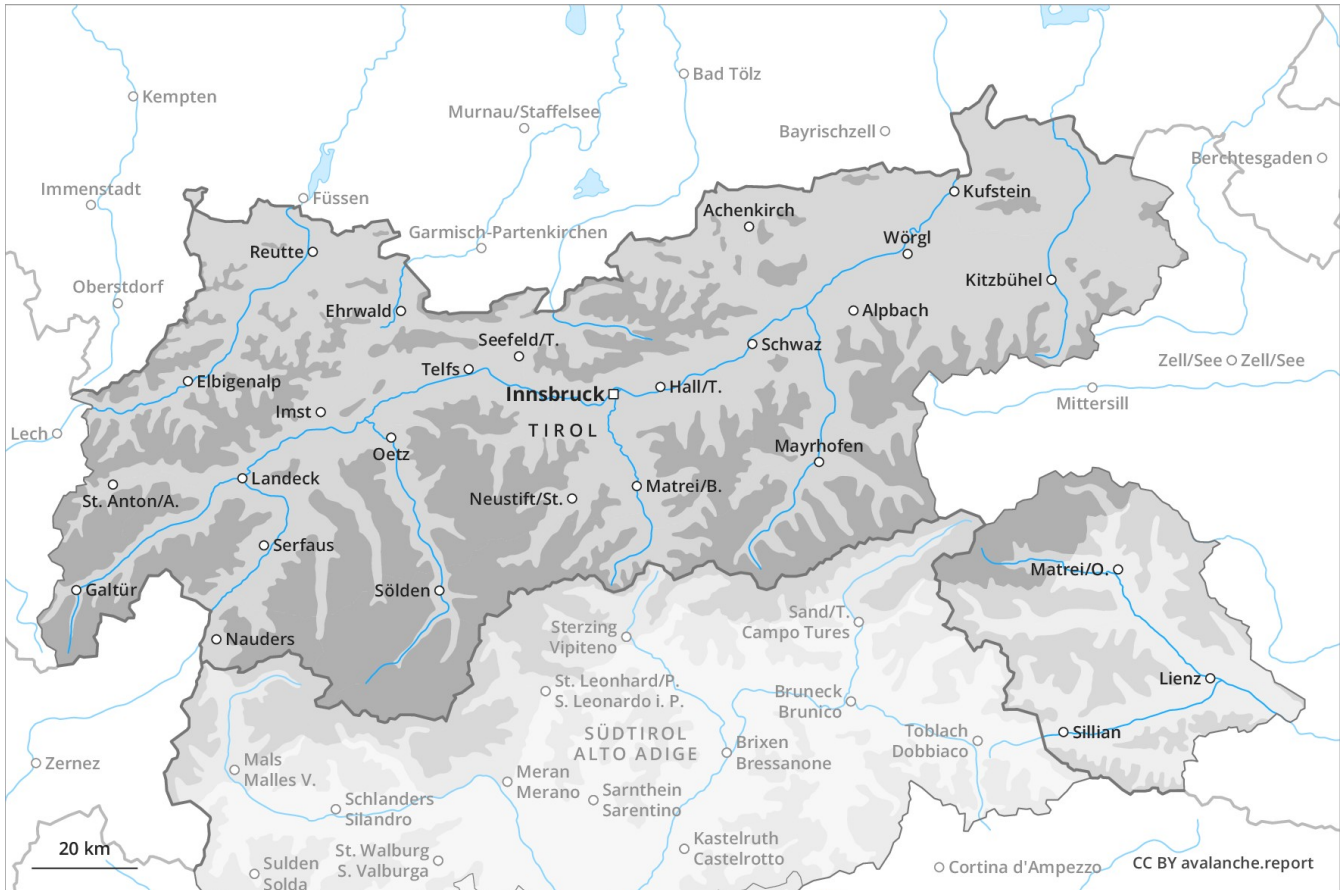 Bad Tölz
Kempten
Murnau/Staffelsee
Bayrischzell
Berchtesgaden
Immenstadt
Füssen
Kufstein
Achenkirch
Garmisch-Partenkirchen
Wörgl
Reutte
Oberstdorf
Kitzbühel
Ehrwald
Alpbach
Seefeld/T.
Schwaz
Telfs
Zell/See
Zell/See
Elbigenalp
Innsbruck
Hall/T.
Mittersill
Imst
TIROL
Lech
Oetz
Mayrhofen
Landeck
St. Anton/A.
Neustift/St.
Matrei/B.
Serfaus
Matrei/O.
Galtür
Sölden
Sand/T.
Campo Tures
Nauders
Sterzing
Vipiteno
Lienz
St. Leonhard/P.
S. Leonardo i. P.
Bruneck
Brunico
SÜDTIROL
ALTO ADIGE
Toblach
Dobbiaco
Sillian
Brixen
Bressanone
Zernez
Mals
Malles V.
Meran
Merano
Sarnthein
Sarentino
Schlanders
Silandro
Kastelruth
Castelrotto
20 km
St. Walburg
S. Valburga
Sulden
Solda
Cortina d'Ampezzo
CC BY avalanche.report